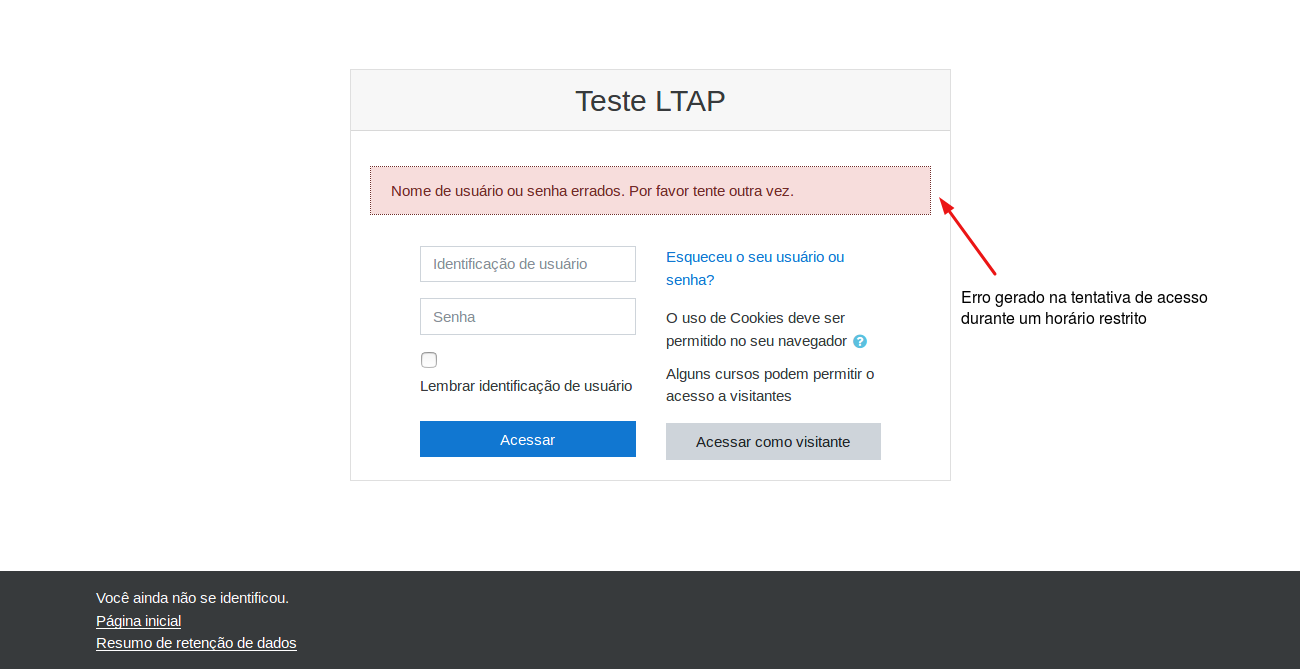 Teste LTAP
Nome de usuário ou senha errados. Por favor tente outra vez.
Identificação de usuário
Senha
Lembrar identificação de usuário
Acessar
Esqueceu o seu usuário ou
senha?
O uso de Cookies deve ser
permitido no seu navegador ?
Alguns cursos podem permitir o
acesso a visitantes
Acessar como visitante
Erro gerado na tentativa de acesso
durante um horário restrito
Você ainda não se identificou.
Página inicial
Resumo de retenção de dados